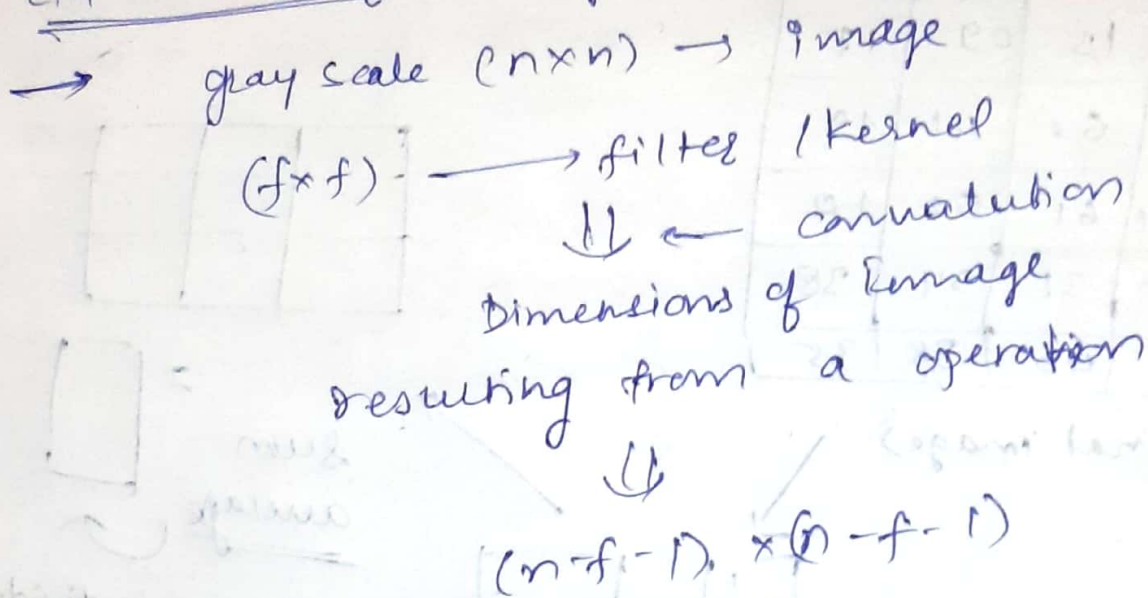 → gray scale (n×n) → image
(f×f) → filter / kernel
⇓ ← convolution
Dimensions of image
resulting from a operation
⇓
(n-f-1) × (n-f-1)